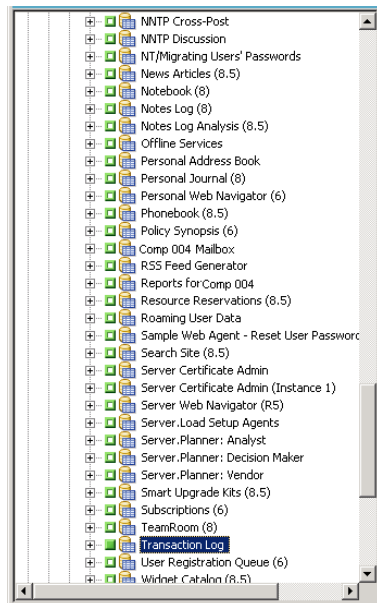 NNTP Cross-Post
NNTP Discussion
NT/Migrating Users' Passwords
News Articles (8.5)
Notebook (8)
Notes Log (8)
Notes Log Analysis (8.5)
Offline Services
Personal Address Book
Personal Journal (8)
Personal Web Navigator (6)
Phonebook (8.5)
Policy Synopsis (6)
Comp 004 Mailbox
RSS Feed Generator
Reports for Comp 004
Resource Reservations (8.5)
Roaming User Data
Sample Web Agent - Reset User Password
Search Site (8.5)
Server Certificate Admin
Server Certificate Admin (Instance 1)
Server Web Navigator (R5)
Server.Load Setup Agents
Server.Planner: Analyst
Server.Planner: Decision Maker
Server.Planner: Vendor
Smart Upgrade Kits (8.5)
Subscriptions (6)
TeamRoom (8)
Transaction Log
User Registration Queue (6)
Widget Catalog (8.5)